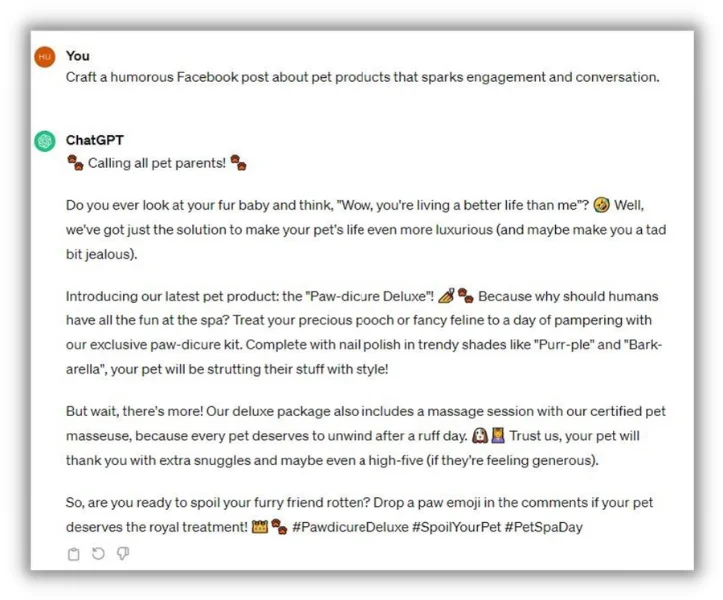 HU
You
Craft a humorous Facebook post about pet products that sparks engagement and conversation.
ChatGPT
🐾 Calling all pet parents! 🐾
Do you ever look at your fur baby and think, "Wow, you're living a better life than me"? 🤣 Well,
we've got just the solution to make your pet's life even more luxurious (and maybe make you a tad
bit jealous).
Introducing our latest pet product: the "Paw-dicure Deluxe"! 💅🐾 Because why should humans
have all the fun at the spa? Treat your precious pooch or fancy feline to a day of pampering with
our exclusive paw-dicure kit. Complete with nail polish in trendy shades like "Purr-ple" and "Bark-
arella", your pet will be strutting their stuff with style!
But wait, there's more! Our deluxe package also includes a massage session with our certified pet
masseuse, because every pet deserves to unwind after a ruff day. 🐶💆 Trust us, your pet will
thank you with extra snuggles and maybe even a high-five (if they're feeling generous).
So, are you ready to spoil your furry friend rotten? Drop a paw emoji in the comments if your pet
deserves the royal treatment! 👑🐾 #PawdicureDeluxe #SpoilYourPet #PetSpaDay